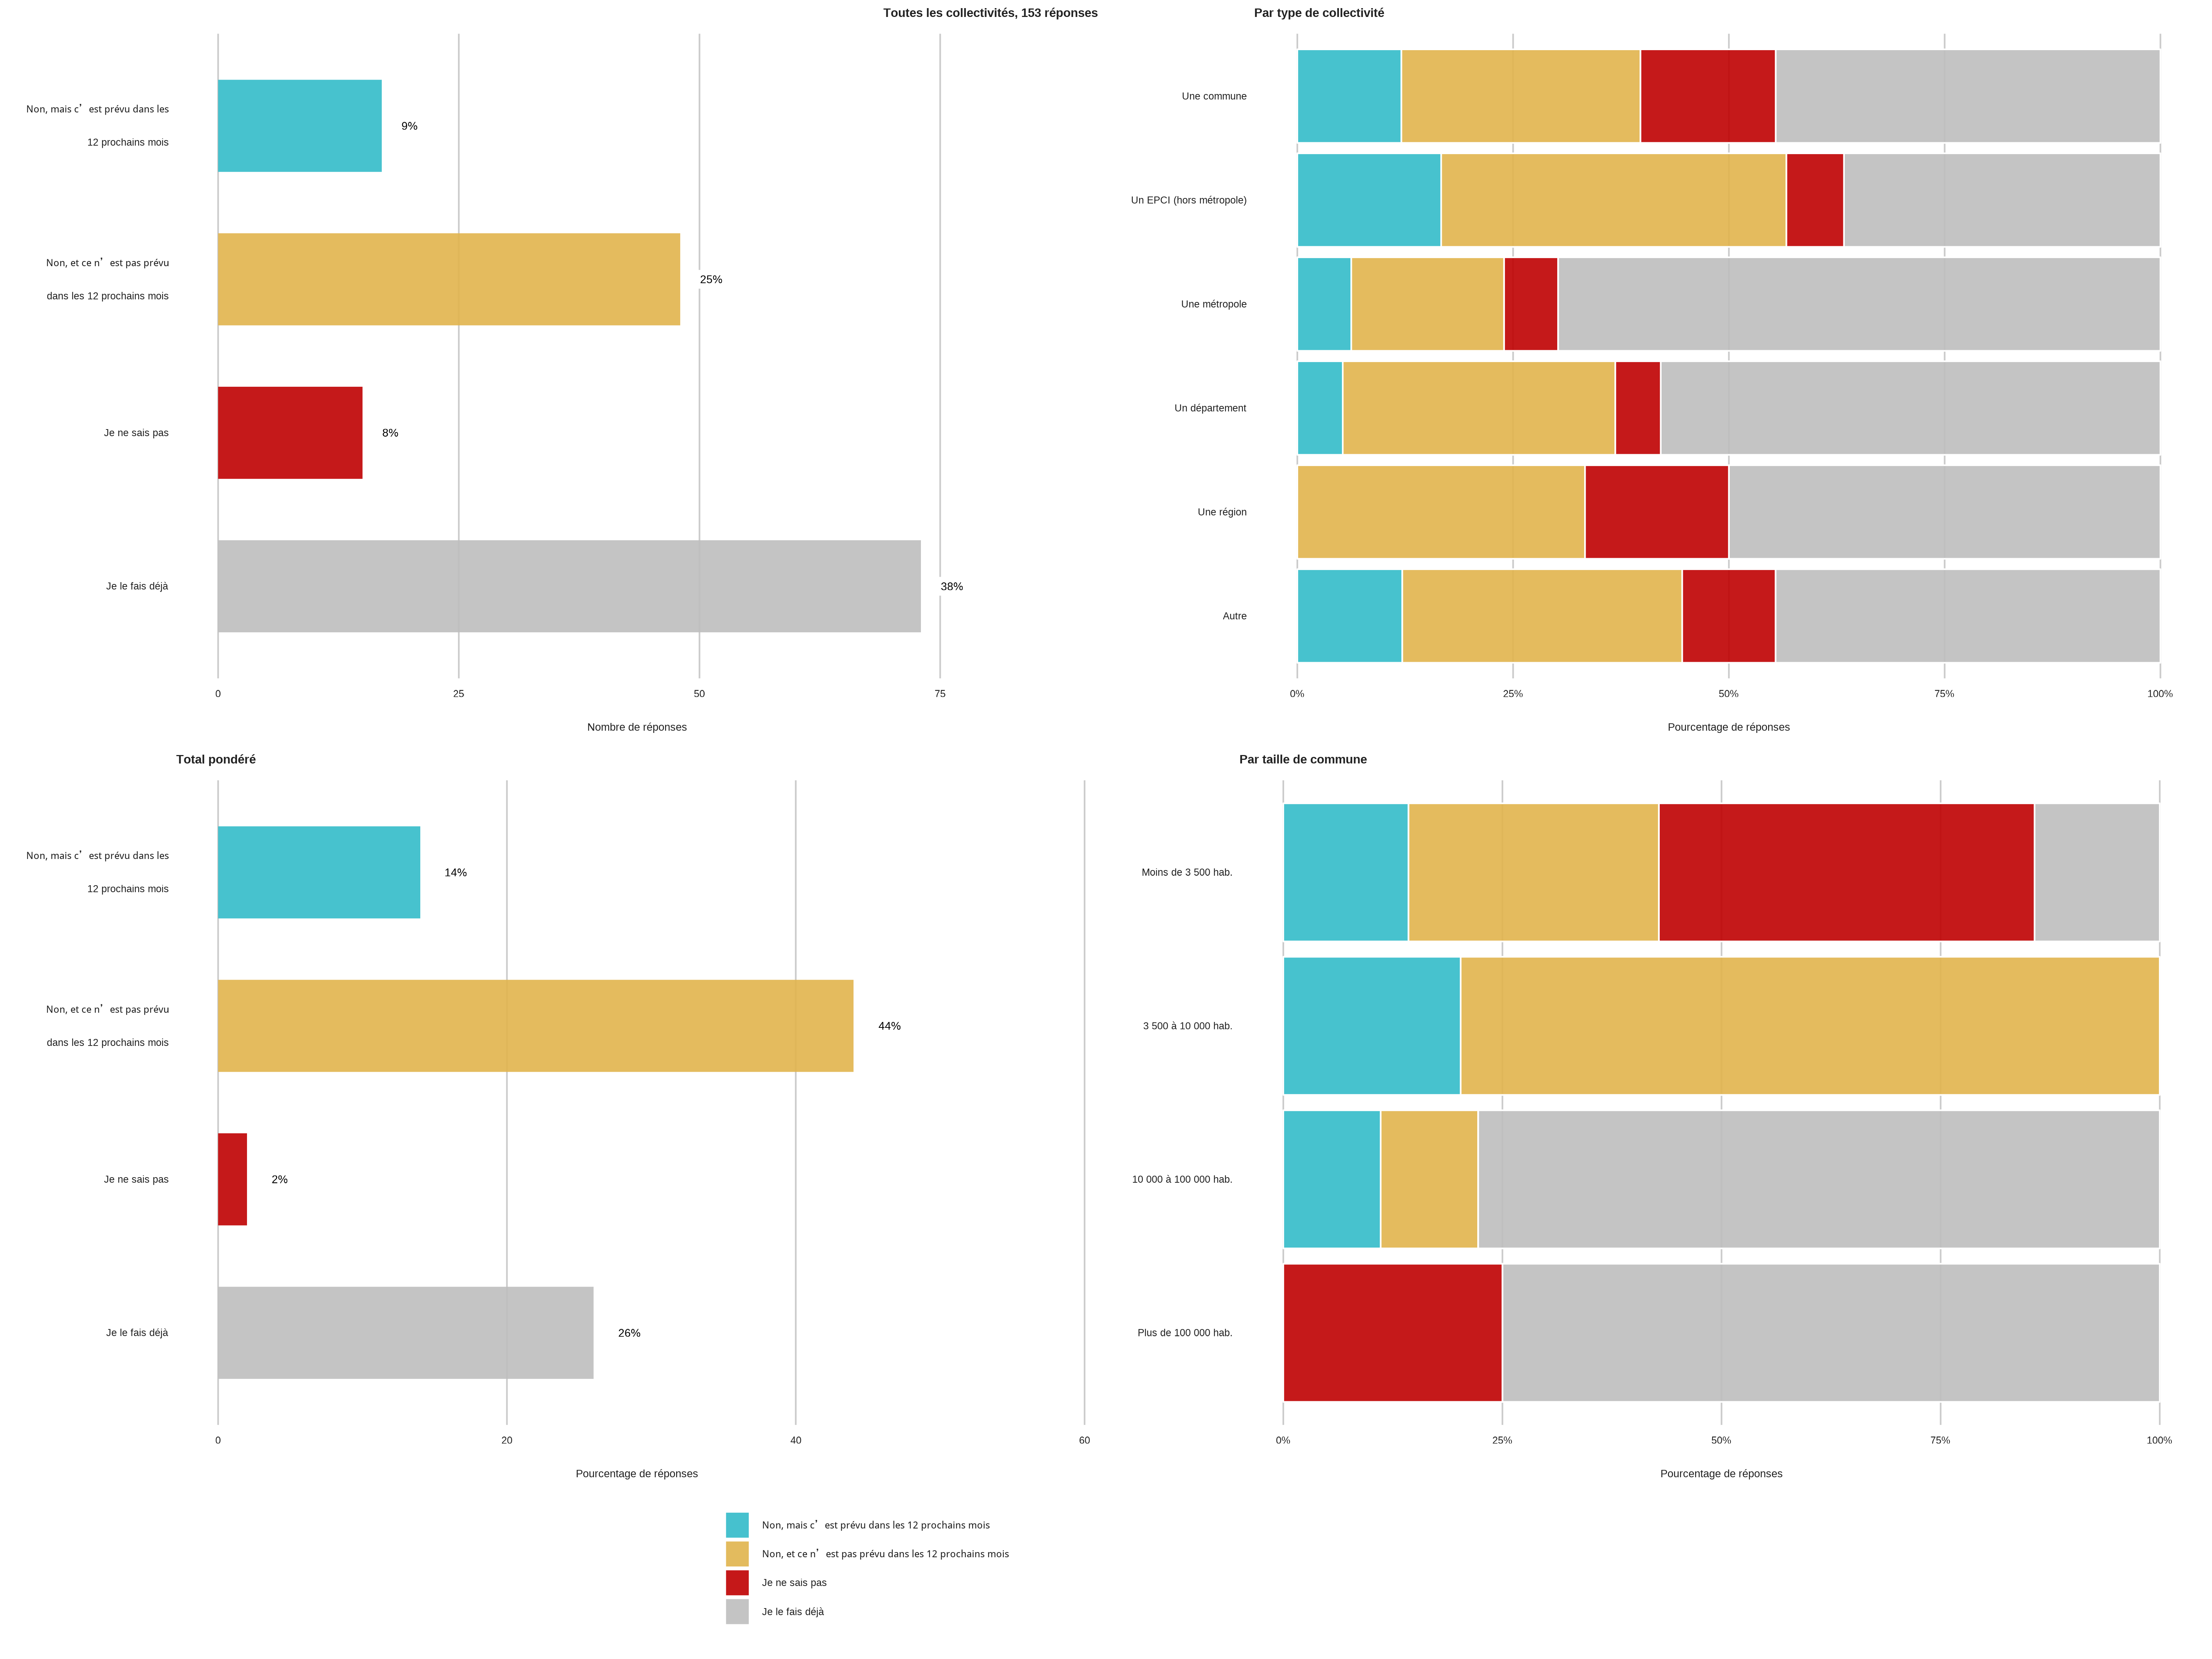 Toutes les collectivités, 153 réponses
Non, mais c’est prévu dans les
12 prochains mois
9%
Non, et ce n’est pas prévu
dans les 12 prochains mois
25%
Je ne sais pas
8%
Je le fais déjà
38%
0
25
50
75
Nombre de réponses
Par type de collectivité
Une commune
Un EPCI (hors métropole)
Une métropole
Un département
Une région
Autre
0%
25%
50%
75%
100%
Pourcentage de réponses
Total pondéré
Non, mais c’est prévu dans les
12 prochains mois
14%
Non, et ce n’est pas prévu
dans les 12 prochains mois
44%
Je ne sais pas
2%
Je le fais déjà
26%
0
20
40
60
Pourcentage de réponses
Par taille de commune
Moins de 3 500 hab.
3 500 à 10 000 hab.
10 000 à 100 000 hab.
Plus de 100 000 hab.
0%
25%
50%
75%
100%
Pourcentage de réponses
Non, mais c’est prévu dans les 12 prochains mois
Non, et ce n’est pas prévu dans les 12 prochains mois
Je ne sais pas
Je le fais déjà